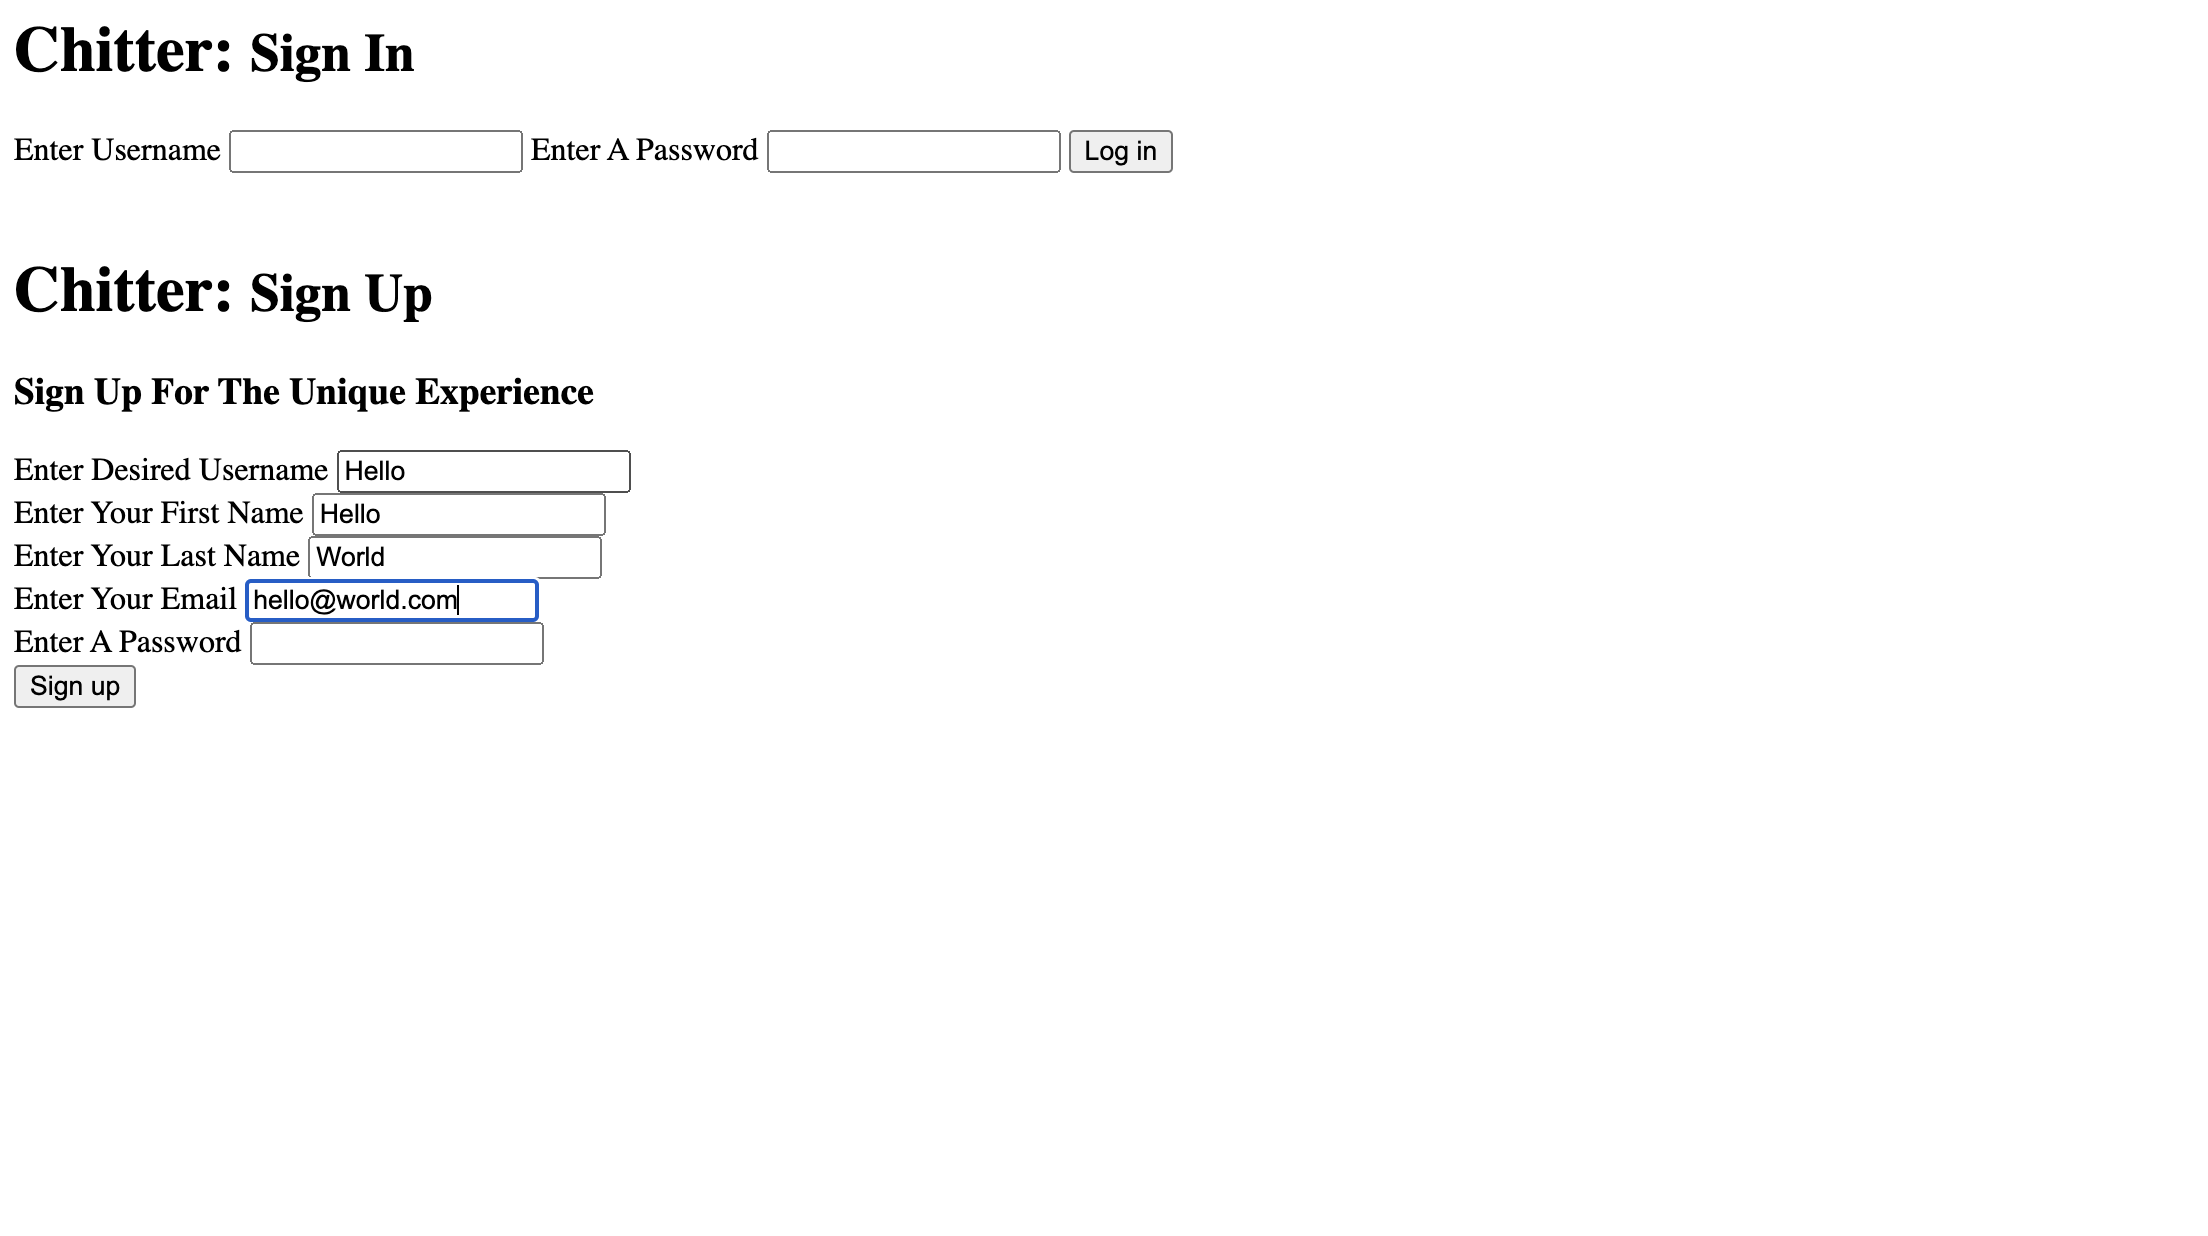 Chitter: Sign In
Enter Username Enter A Password Log in
Chitter: Sign Up
Sign Up For The Unique Experience
Enter Desired Username Hello
Enter Your First Name Hello
Enter Your Last Name World
Enter Your Email hello@world.com
Enter A Password
Sign up